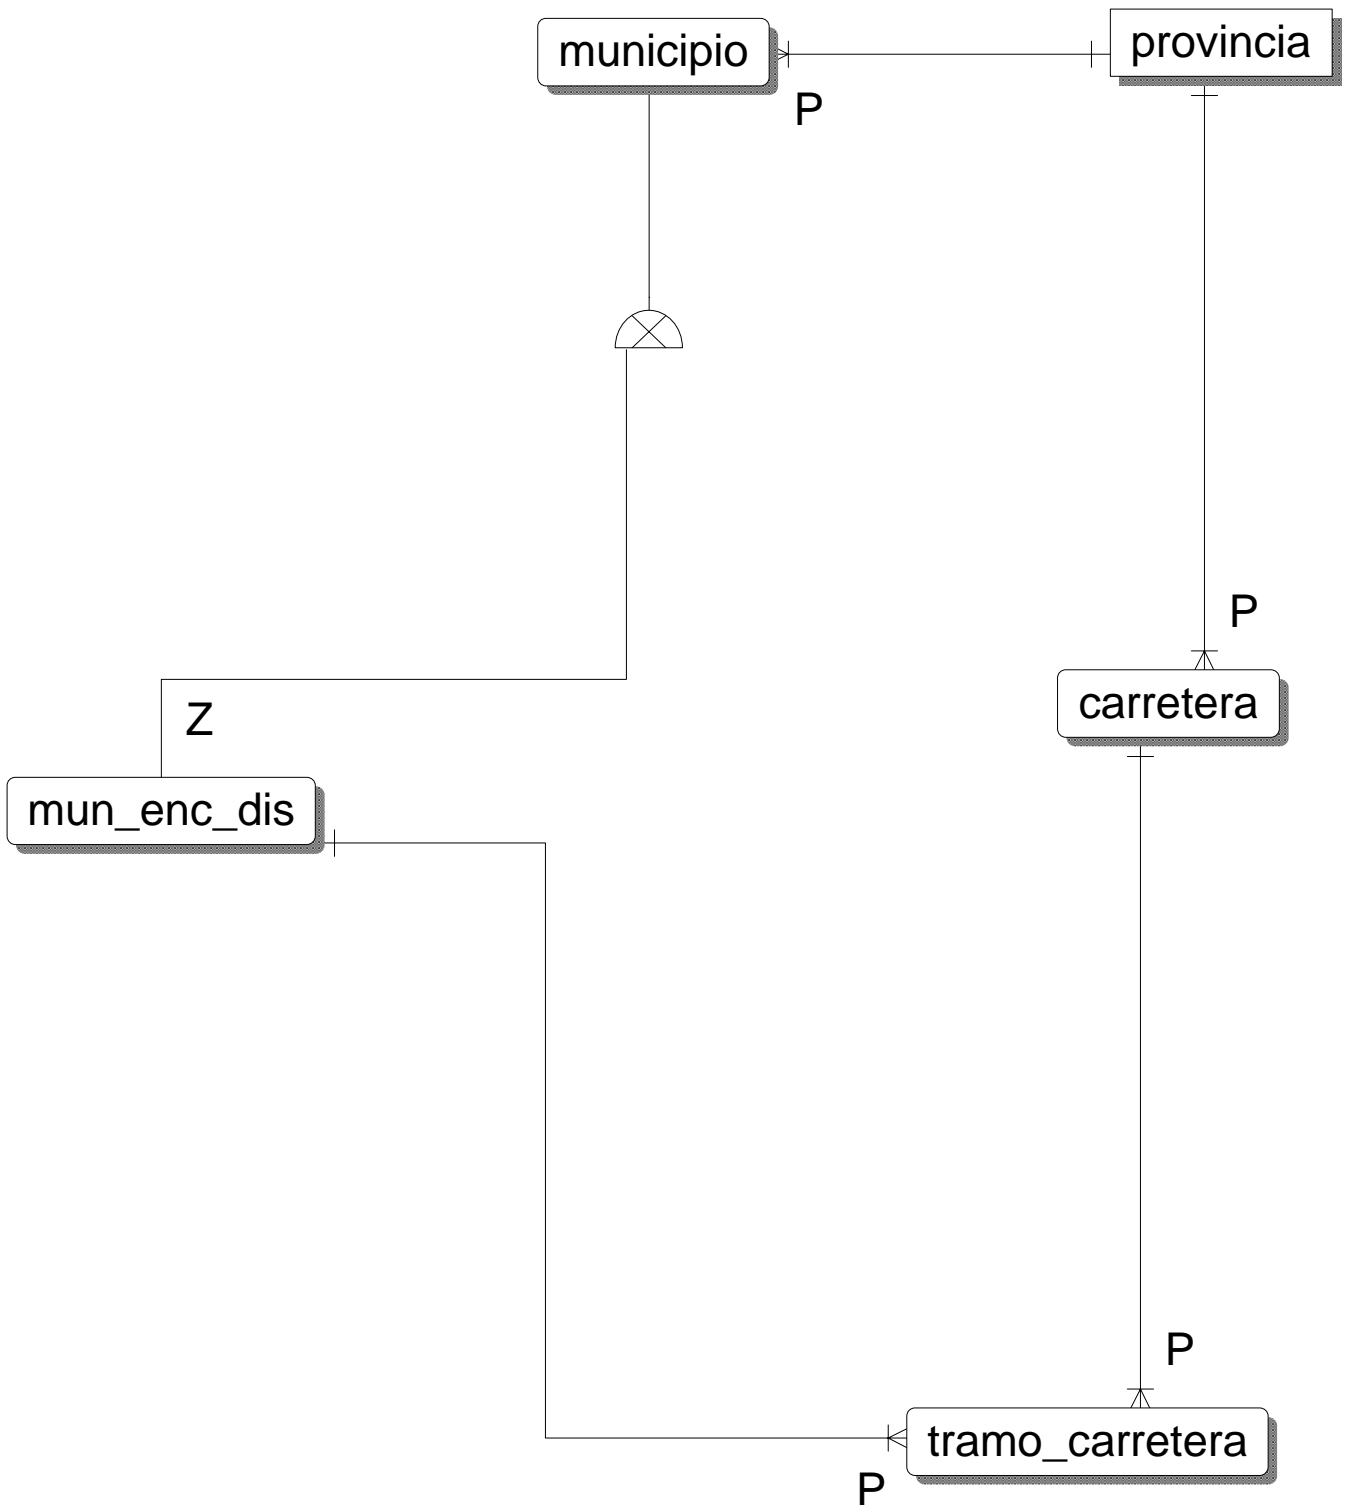 municipio
provincia
P
P
carretera
Z
mun_enc_dis
P
tramo_carretera
P